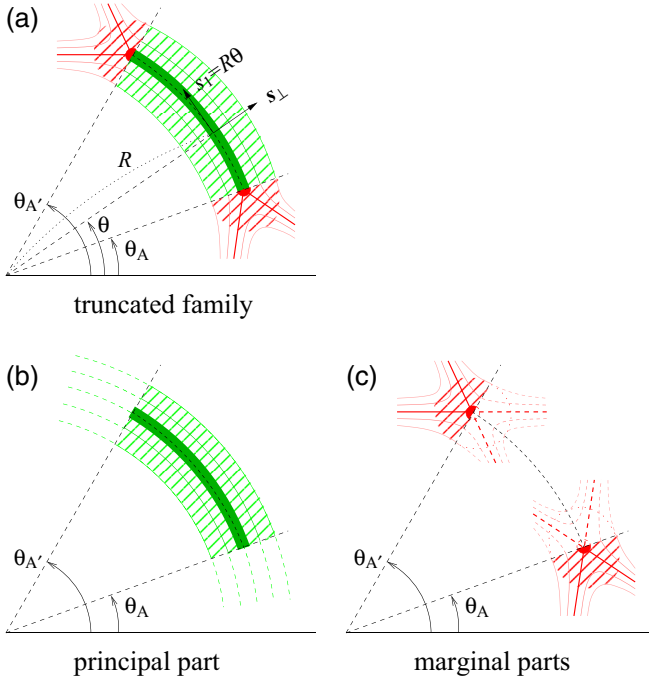 (a)
s∥=Rθ
s⊥
R
θA′
θ
θA
truncated family
(b)
(c)
θA′
θA
θA′
θA
principal part
marginal parts